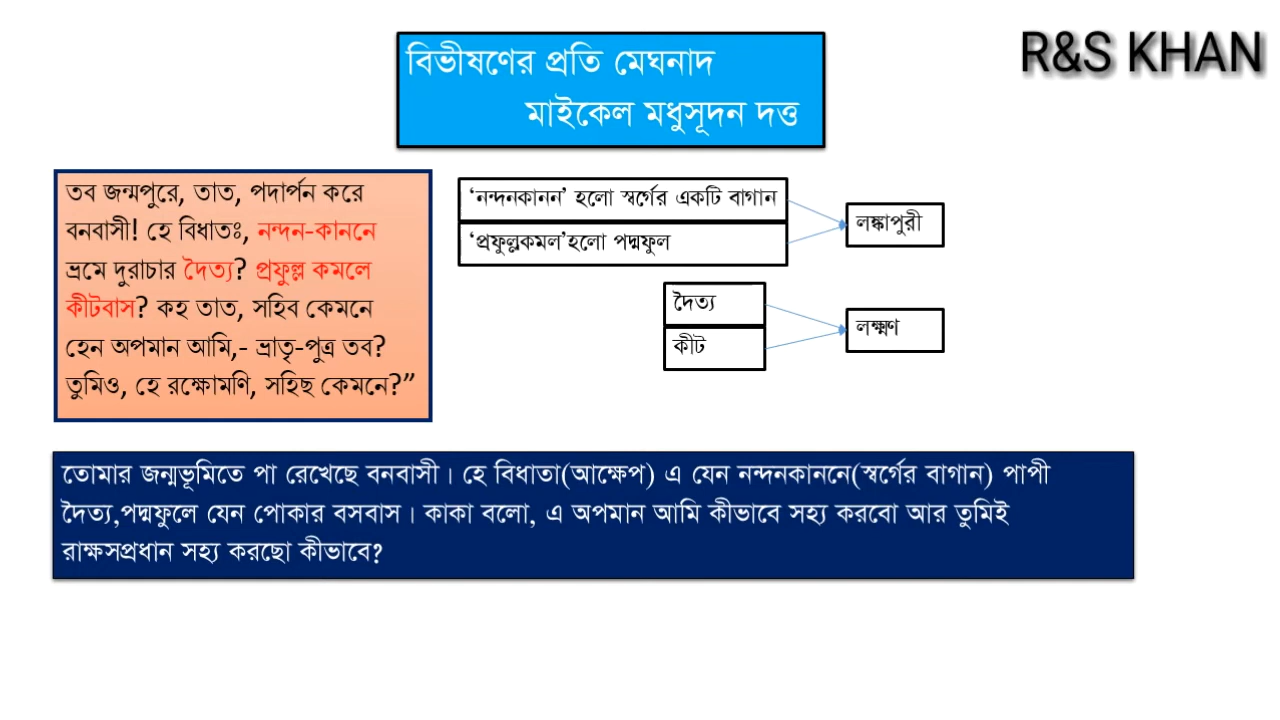 R&S KHAN
বিভীষণের প্রতি মেঘনাদ
মাইকেল মধুসূদন দত্ত
তব জন্মপুরে, তাত, পদার্পন করে
বনবাসী! হে বিধাতঃ, নন্দন-কাননে
ভ্রমে দুরাচার দৈত্য? প্রফুল্ল কমলে
কীটবাস? কহ তাত, সহিব কেমনে
হেন অপমান আমি,- ভ্রাতৃ-পুত্র তব?
তুমিও, হে রক্ষোমণি, সহিছ কেমনে?”
‘নন্দনকানন’ হলো স্বর্গের একটি বাগান
‘প্রফুল্লকমল’হলো পদ্মফুল
লঙ্কাপুরী
দৈত্য
কীট
লক্ষ্মণ
তোমার জন্মভূমিতে পা রেখেছে বনবাসী। হে বিধাতা(আক্ষেপ) এ যেন নন্দনকাননে(স্বর্গের বাগান) পাপী
দৈত্য,পদ্মফুলে যেন পোকার বসবাস। কাকা বলো, এ অপমান আমি কীভাবে সহ্য করবো আর তুমিই
রাক্ষসপ্রধান সহ্য করছো কীভাবে?